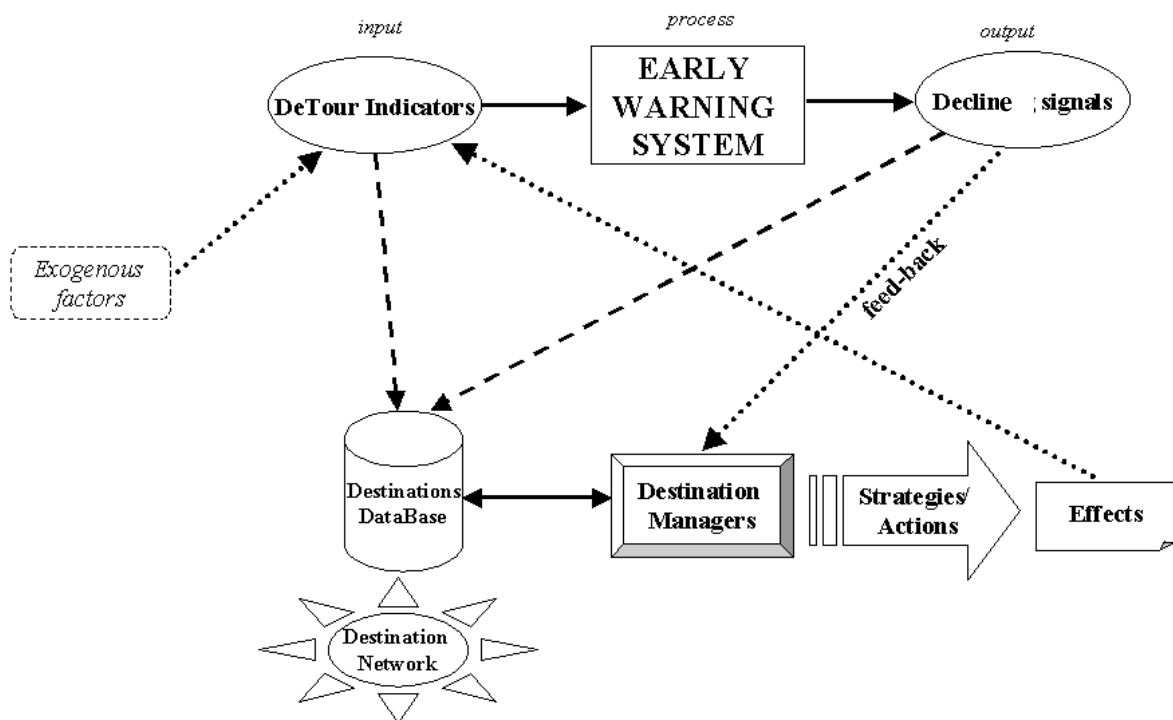 input
process
output
DeTour Indicators
EARLY
WARNING
SYSTEM
Decline ; signals
Exogenous
factors
feed-back
Destinations
DataBase
Destination
Managers
Strategies/
Actions
Effects
Destination
Network